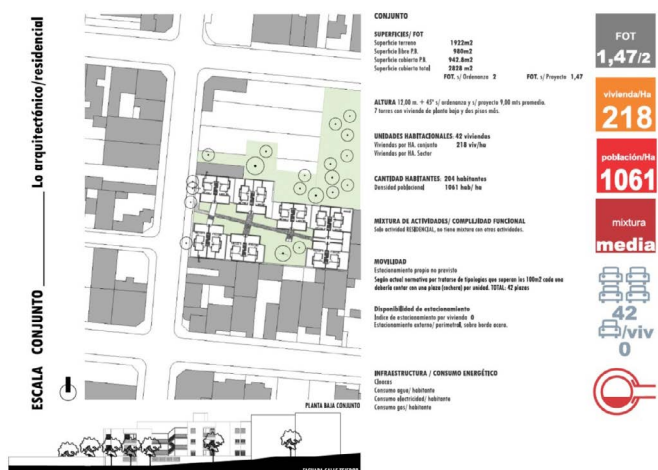 ESCALA CONJUNTO Lo arquitectónico/residencial
CONJUNTO
SUPERFICIES/ FOT
Superficie terreno 1922m2
Superficie libre P.B. 980m2
Superficie cubierta P.B. 942.8m2
Superficie cubierta total 2828 m2
FOT. s/ Ordenanza 2 FOT. s/ Proyecto 1,47
ALTURA 12,00 m. + 45° s/ ordenanza y s/ proyecto 9,00 mts promedio.
7 torres con vivienda de planta baja y dos pisos más.
UNIDADES HABITACIONALES: 42 viviendas
Viviendas por HA. conjunto 218 viv/ha
Viviendas por HA. Sector
CANTIDAD HABITANTES: 204 habitantes
Densidad poblacional 1061 hab/ ha
MIXTURA DE ACTIVIDADES/ COMPLEJIDAD FUNCIONAL
Solo actividad RESIDENCIAL, no tiene mixtura con otras actividades.
MOVILIDAD
Estacionamiento propio no previsto
Según actual normativa por tratarse de tipologías que superan los 100m2 cada una
debería contar con una plaza (cochera) por unidad. TOTAL: 42 plazas
Disponibilidad de estacionamiento
Indice de estacionamiento por vivienda 0
Estacionamiento externo/ perimetral, sobre borde acera.
INFRAESTRUCTURA / CONSUMO ENERGÉTICO
Cloacas
Consumo agua/ habitante
Consumo electricidad/ habitante
Consumo gas/ habitante
FOT
1,47/2
vivienda/Ha
218
población/Ha
1061
mixtura
media
42
/viv
0
PLANTA BAJA CONJUNTO
FACHADA CALLE TEJEDOR